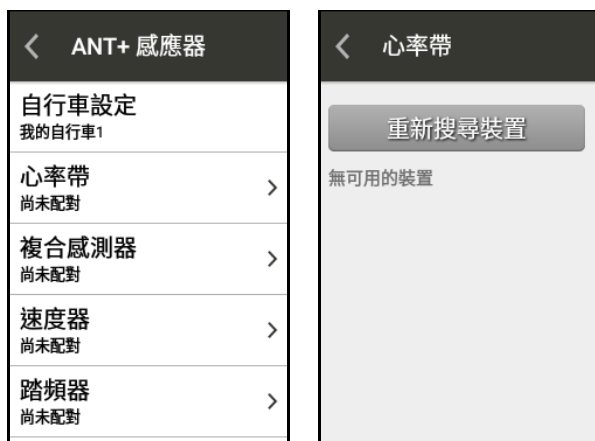 ANT+ 感應器
自行車設定
我的自行車1
心率帶
尚未配對
複合感測器
尚未配對
速度器
尚未配對
踏頻器
尚未配對
心率帶
重新搜尋裝置
無可用的裝置